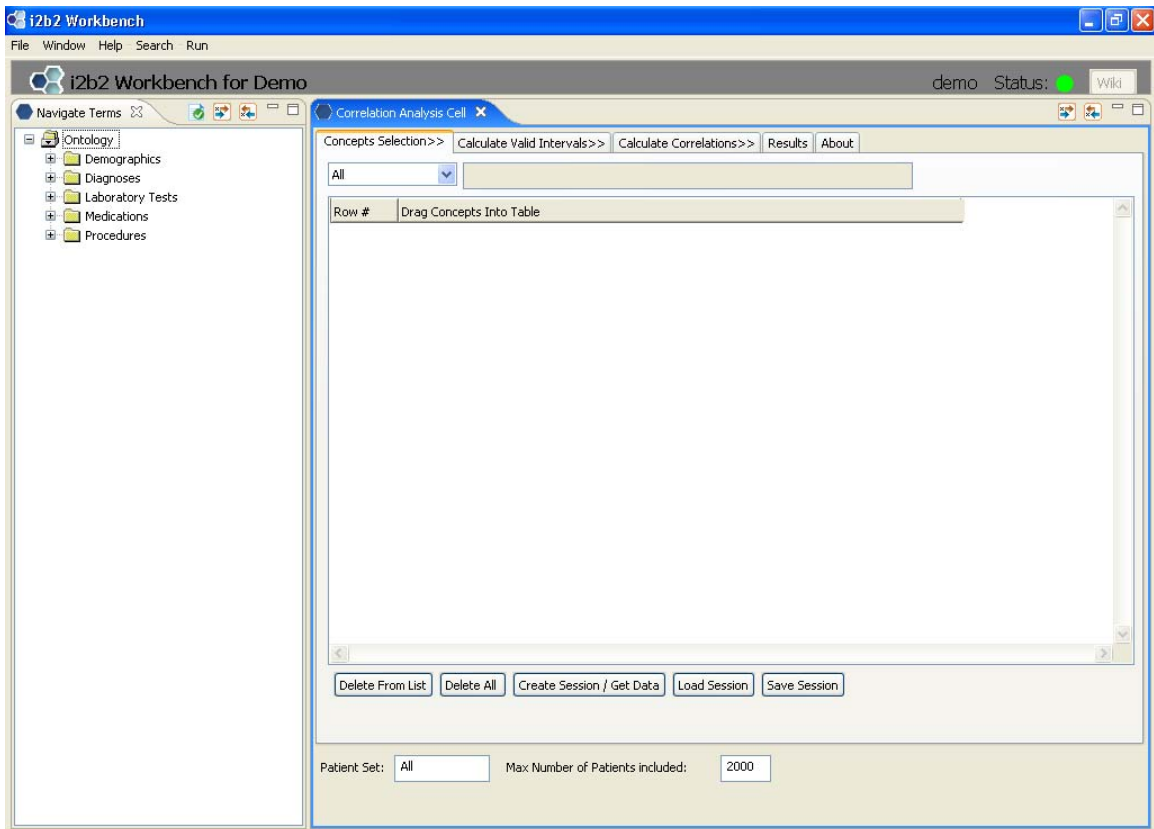 i2b2 Workbench
File Window Help Search Run
i2b2 Workbench for Demo demo Status: Wiki
Navigate Terms
Ontology
Demographics
Diagnoses
Laboratory Tests
Medications
Procedures
Correlation Analysis Cell
Concepts Selection>> Calculate Valid Intervals>> Calculate Correlations>> Results About
All
Row # Drag Concepts Into Table
Delete From List Delete All Create Session / Get Data Load Session Save Session
Patient Set: All Max Number of Patients included: 2000